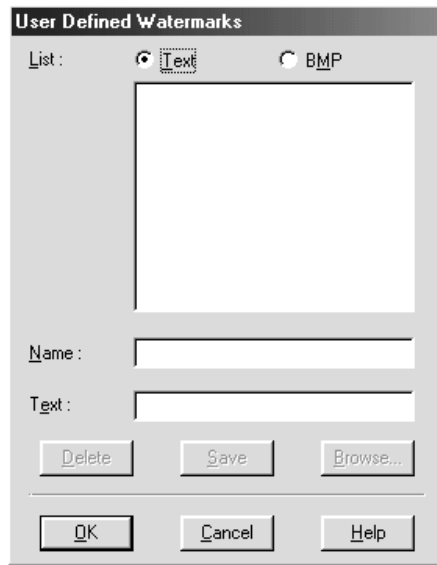 User Defined Watermarks
List : Text BMP
Name :
Text :
Delete Save Browse...
OK Cancel Help